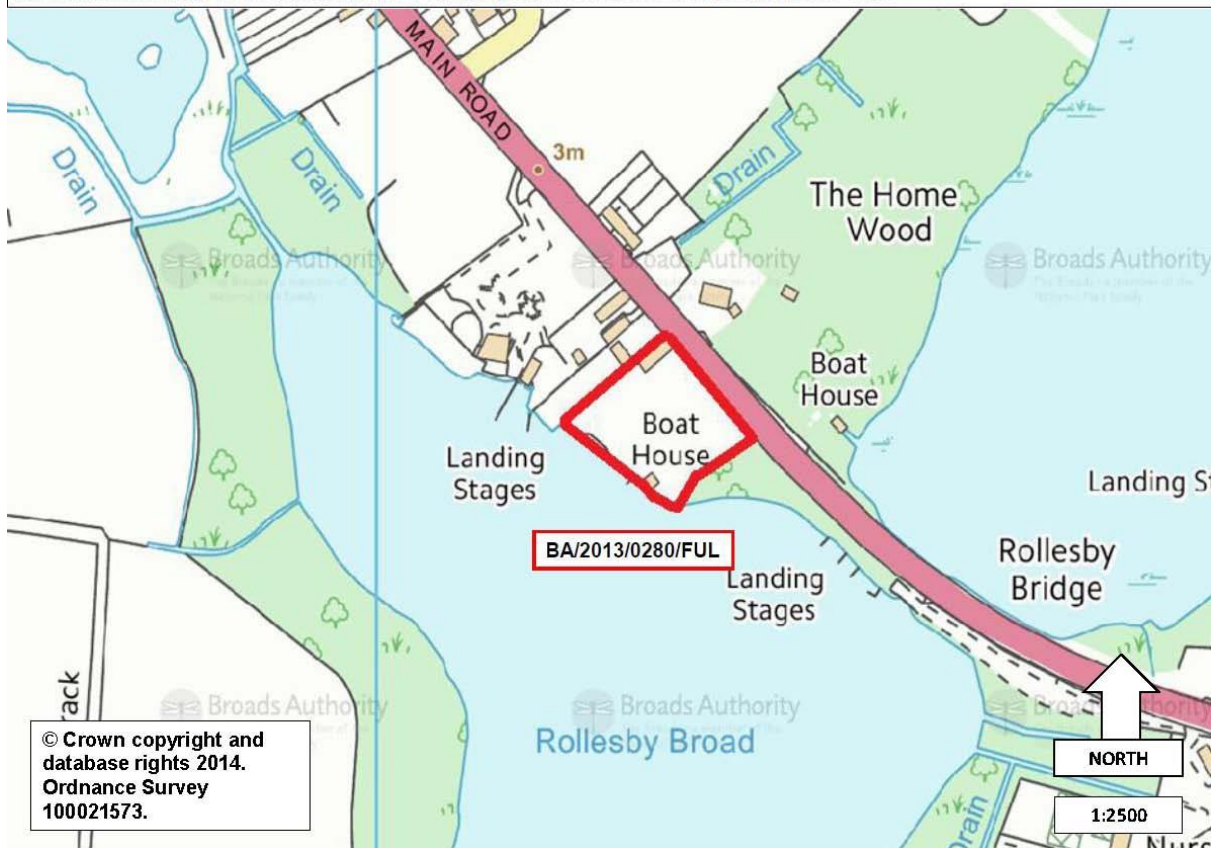 MAIN ROAD
3m
Drain
Drain
Drain
The Home
Wood
Broads Authority
Broads Authority
Broads Authority
Boat
House
Boat
House
Landing
Stages
Landing St
BA/2013/0280/FUL
Landing
Stages
Rollesby
Bridge
rack
Broads Authority
Broads Authority
Broads
Rollesby Broad
© Crown copyright and
database rights 2014.
Ordnance Survey
100021573.
NORTH
1:2500
Drain
Nurs